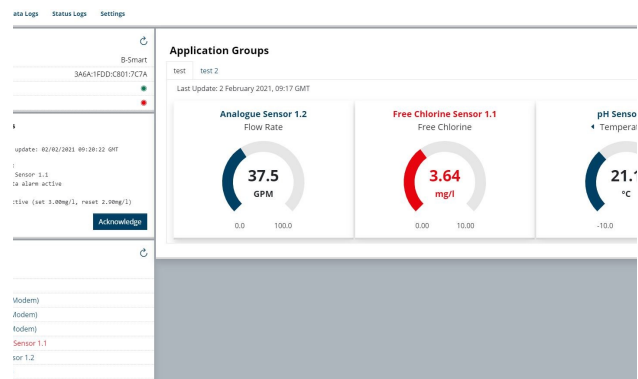 ata Logs Status Logs Settings
B-Smart
3A6A:1FDD:C801:7C7A
s
update: 02/02/2021 09:20:22 GMT
Sensor 1.1
ta alarm active
ctive (set 3.00mg/l, reset 2.90mg/l)
Acknowledge
Modem)
Modem)
Modem)
Sensor 1.1
sor 1.2
Application Groups
test test 2
Last Update: 2 February 2021, 09:17 GMT
Analogue Sensor 1.2
Flow Rate
37.5
GPM
0.0 100.0
Free Chlorine Sensor 1.1
Free Chlorine
3.64
mg/l
0.00 10.00
pH Senso
Temperat
21.1
°C
-10.0